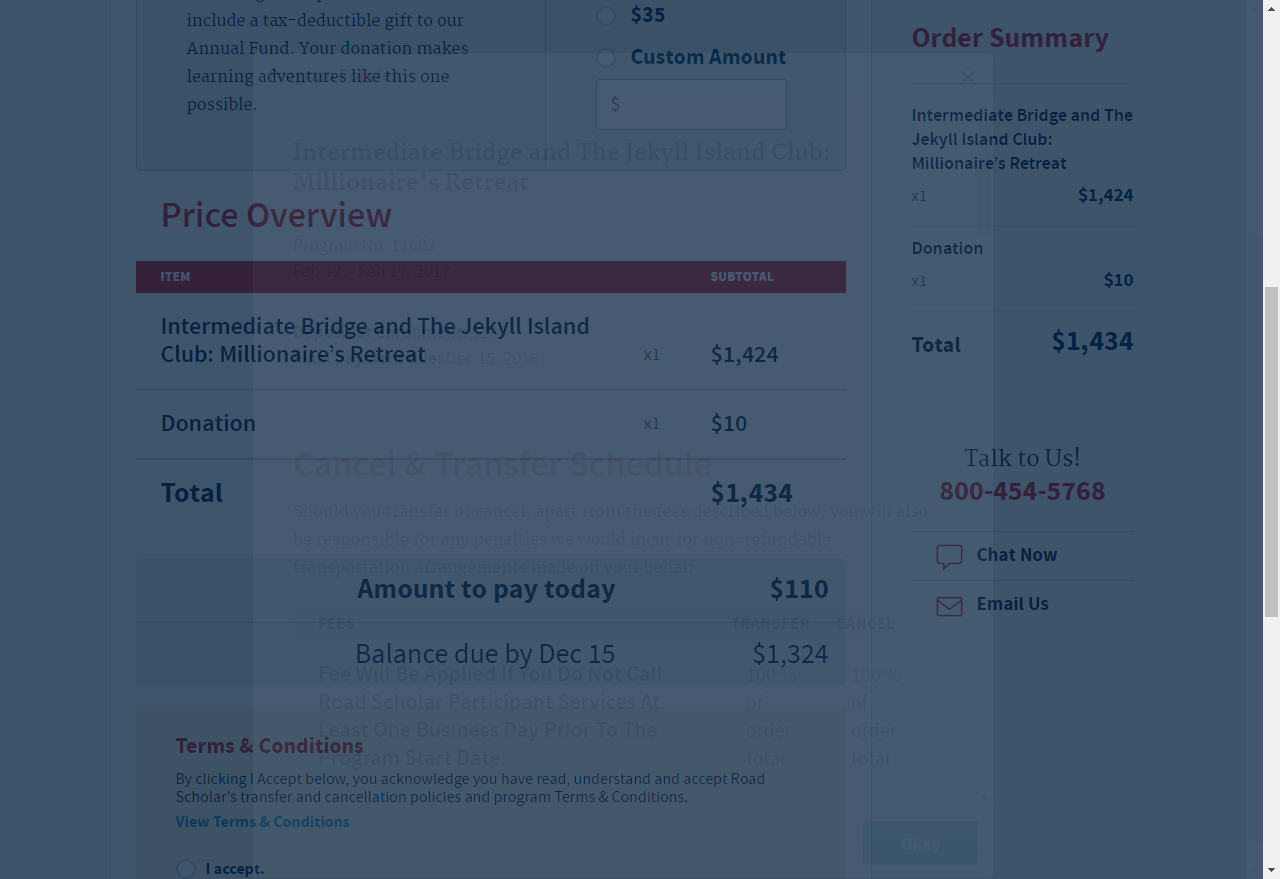 include a tax-deductible gift to our
Annual Fund. Your donation makes
learning adventures like this one
possible.
$35
Custom Amount
$
Price Overview
ITEM SUBTOTAL
Intermediate Bridge and The Jekyll Island
Club: Millionaire’s Retreat x1 $1,424
Donation x1 $10
Total $1,434
Amount to pay today $110
Balance due by Dec 15 $1,324
Terms & Conditions
By clicking I Accept below, you acknowledge you have read, understand and accept Road
Scholar's transfer and cancellation policies and program Terms & Conditions.
View Terms & Conditions
I accept.
Order Summary
Intermediate Bridge and The
Jekyll Island Club:
Millionaire’s Retreat
x1 $1,424
Donation
x1 $10
Total $1,434
Talk to Us!
800-454-5768
Chat Now
Email Us
Intermediate Bridge and The Jekyll Island Club:
Millionaire’s Retreat
Program No. 11602
Feb 12 – Feb 17, 2017
Due: Dec 15, 2016
Cancel & Transfer Schedule
Should you transfer or cancel, apart from the fees described below, you will also
be responsible for any penalties we would incur for non-refundable
transportation arrangements made on your behalf.
FEES TRANSFER CANCEL
Fee Will Be Applied If You Do Not Call
Road Scholar Participant Services At
Least One Business Day Prior To The
Program Start Date.
100 %
of
order
total
100 %
of
order
total
Okay